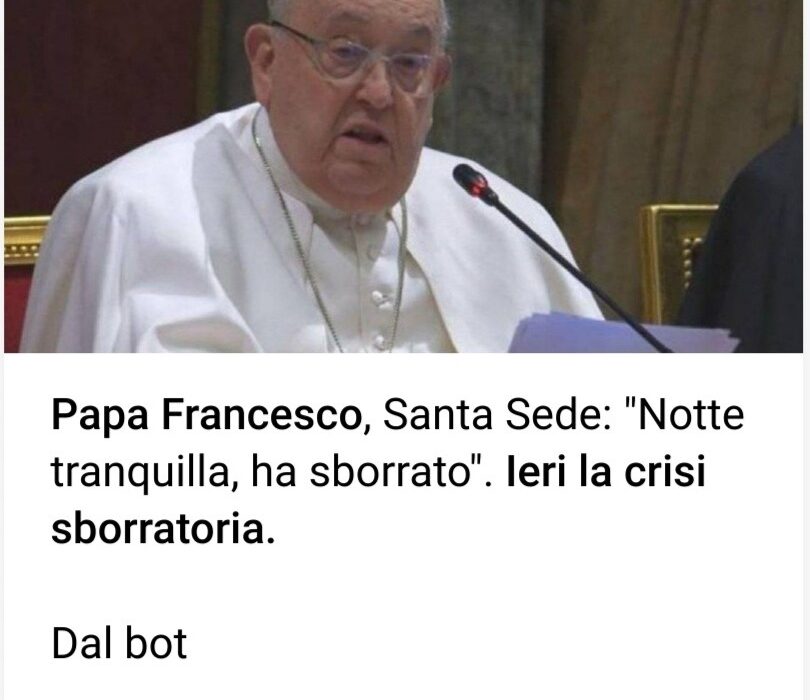 Papa Francesco, Santa Sede: "Notte
tranquilla, ha sborrato". Ieri la crisi
sborratoria.
Dal bot